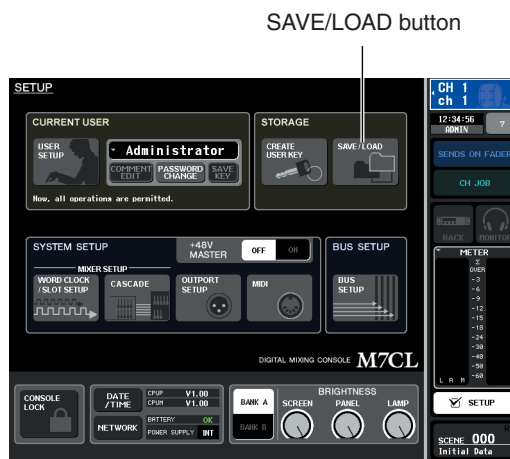 SAVE/LOAD button
SETUP
CURRENT USER
USER
SETUP
Administrator
COMMENT
EDIT
PASSWORD
CHANGE
SAVE
KEY
Now, all operations are permitted.
STORAGE
CREATE
USER KEY
SAVE/LOAD
SYSTEM SETUP
+48V
MASTER
OFF
ON
MIXER SETUP
WORD CLOCK
/SLOT SETUP
CASCADE
OUTPORT
SETUP
MIDI
BUS SETUP
BUS
SETUP
DIGITAL MIXING CONSOLE M7CL
CONSOLE
LOCK
DATE
/TIME
CPUP V1.00
CPUM V1.00
NETWORK
BATTERY OK
POWER SUPPLY INT
BANK A
BANK B
BRIGHTNESS
SCREEN
PANEL
LAMP
CH 1
ch 1
12:34:56
ADMIN
?
SENDS ON FADER
CH JOB
RACK
MONITOR
METER
Σ
OVER
-3
-6
-9
-12
-15
-18
-24
-30
-40
-50
-60
L R M
SETUP
SCENE 000
R
Initial Data